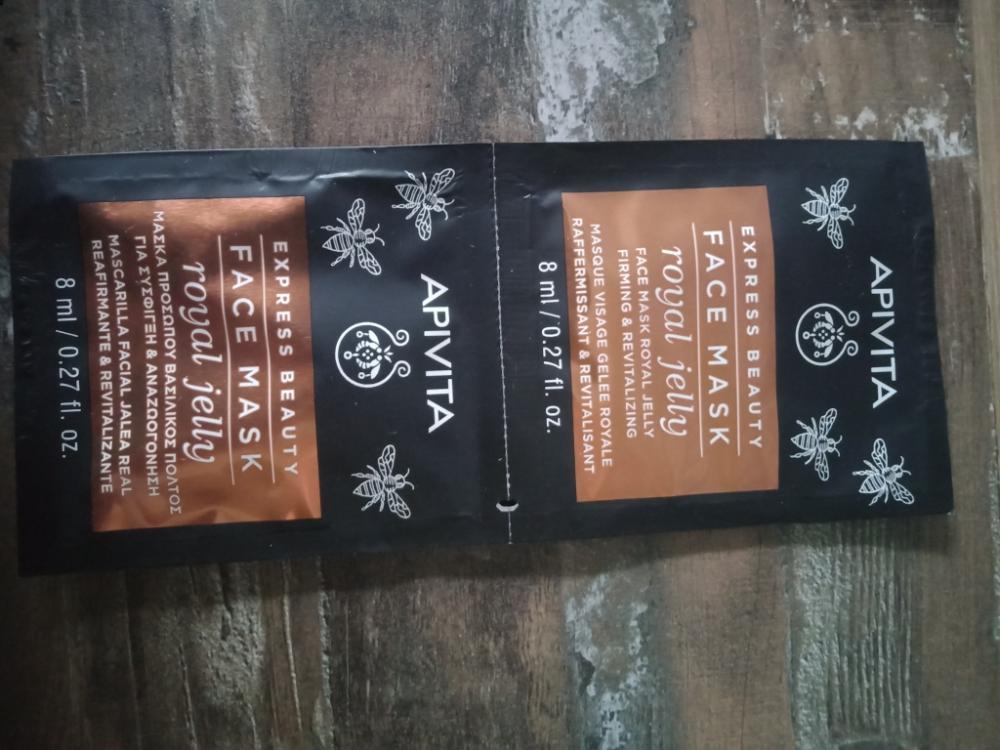 APIVITA
EXPRESS BEAUTY
FACE MASK
royal jelly
FACE MASK ROYAL JELLY
FIRMING & REVITALIZING
MASQUE VISAGE GELEE ROYALE
RAFFERMISSANT & REVITALISANT
8 ml / 0.27 fl. oz.
APIVITA
EXPRESS BEAUTY
FACE MASK
royal jelly
ΜΑΣΚΑ ΠΡΟΣΩΠΟΥ ΒΑΣΙΛΙΚΟΣ ΠΟΛΤΟΣ
ΓΙΑ ΣΥΣΦΙΓΞΗ & ΑΝΑΖΩΟΓΟΝΗΣΗ
MASCARILLA FACIAL JALEA REAL
REAFIRMANTE & REVITALIZANTE
8 ml / 0.27 fl. oz.